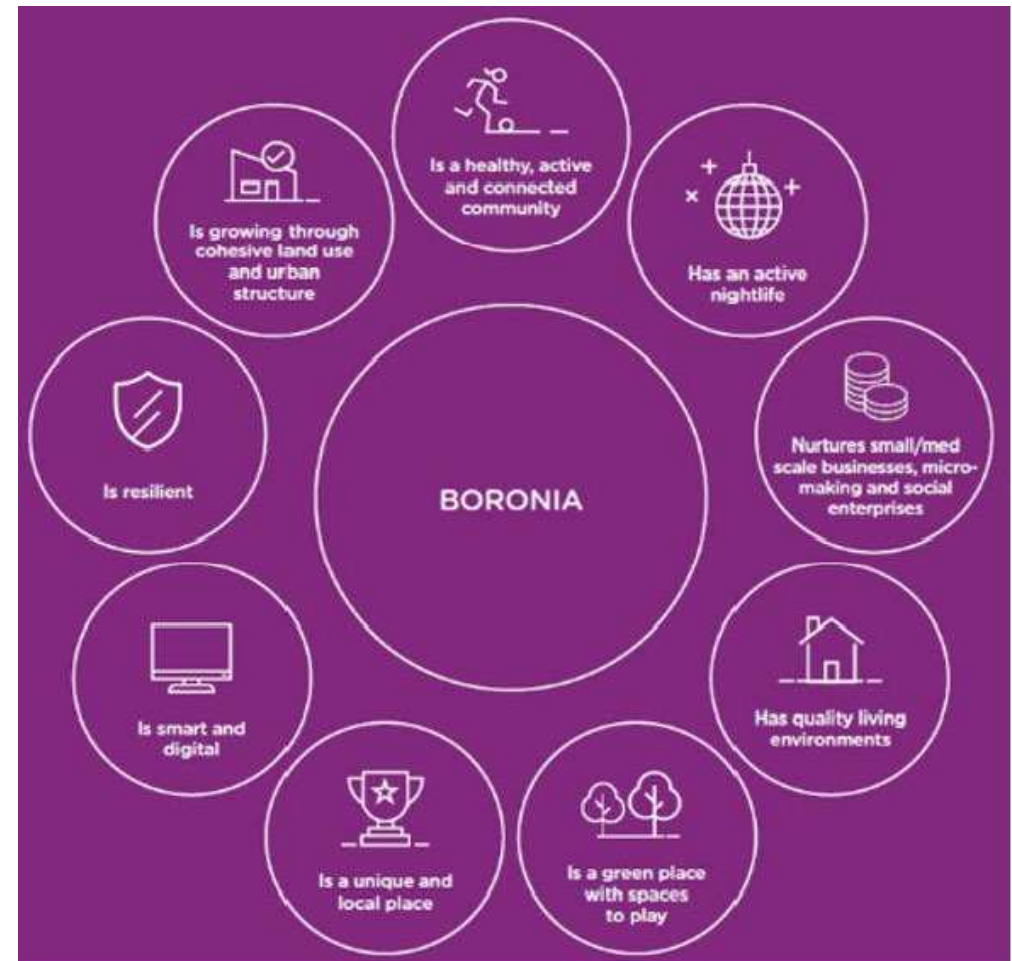 Is a healthy, active
and connected
community
Has an active
nightlife
Nurtures small/med
scale businesses, micro-
making and social
enterprises
Has quality living
environments
Is a green place
with spaces
to play
Is a unique and
local place
Is smart and
digital
Is resilient
Is growing through
cohesive land use
and urban
structure
BORONIA